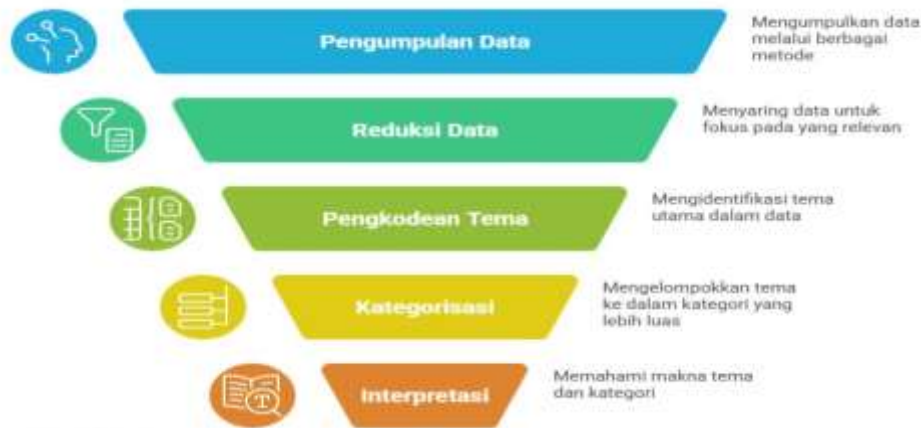 Pengumpulan Data
Mengumpulkan data
melalui berbagai
metode
Reduksi Data
Menyaring data untuk
fokus pada yang relevan
Pengkodean Tema
Mengidentifikasi tema
utama dalam data
Kategorisasi
Mengelompokkan tema
ke dalam kategori yang
lebih luas
Interpretasi
Memahami makna tema
dan kategori
T